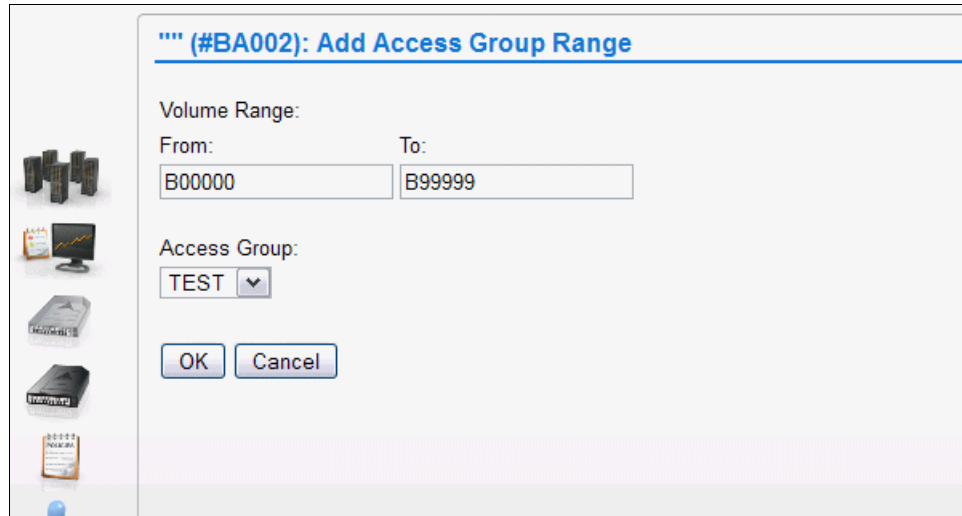 "" (#BA002): Add Access Group Range
Volume Range:
From: To:
B00000 B99999
Access Group:
TEST
OK Cancel